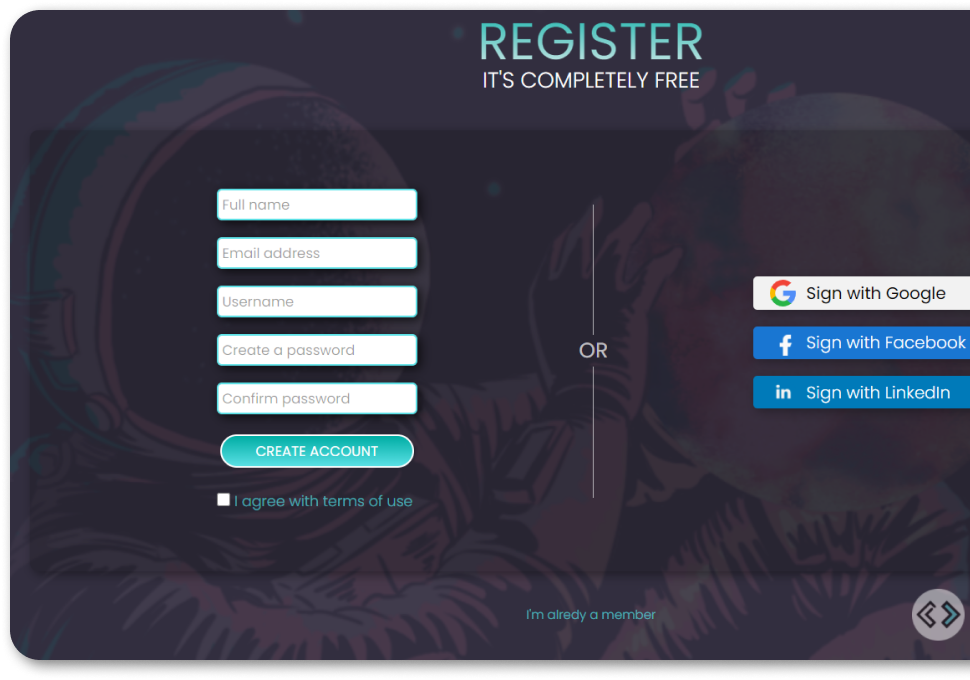 REGISTER
IT'S COMPLETELY FREE
Full name
Email address
Username
Create a password
Confirm password
CREATE ACCOUNT
I agree with terms of use
OR
Sign with Google
Sign with Facebook
in Sign with LinkedIn
I'm alredy a member